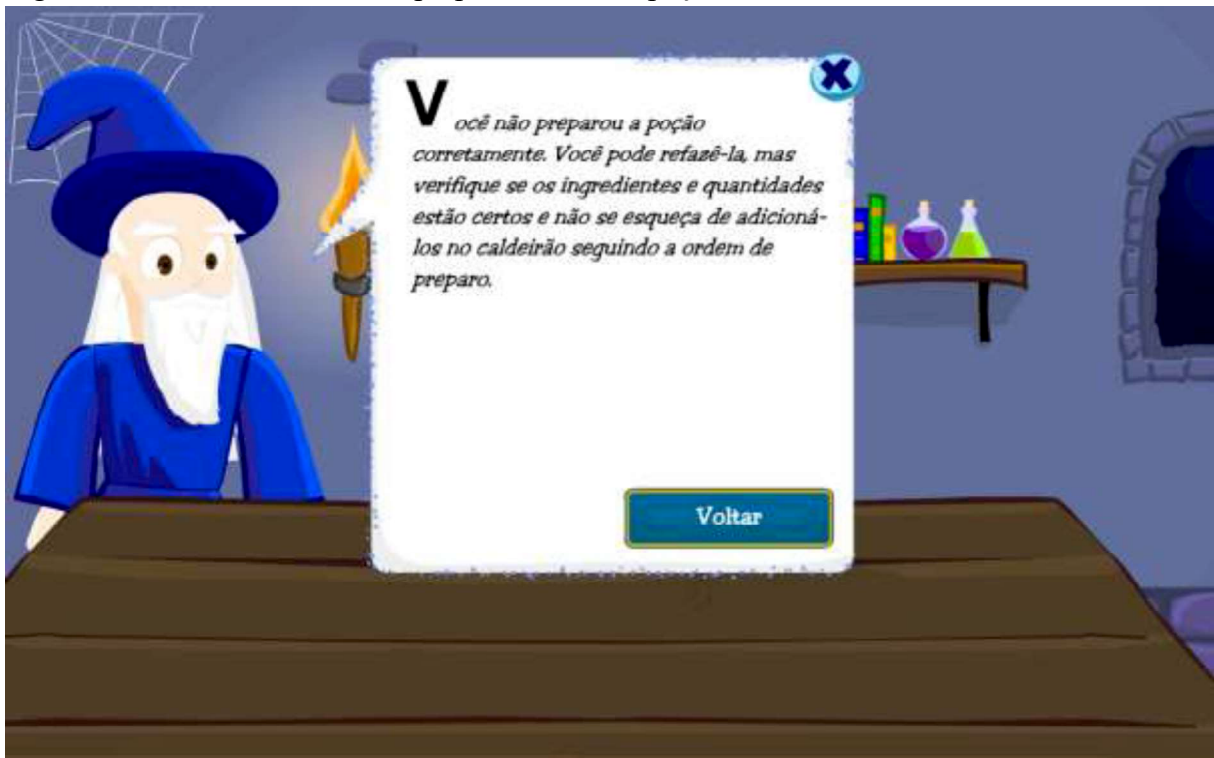 Você não preparou a poção
corretamente. Você pode refazê-la, mas
verifique se os ingredientes e quantidades
estão certos e não se esqueça de adicioná-
los no caldeirão seguindo a ordem de
preparo.
Voltar